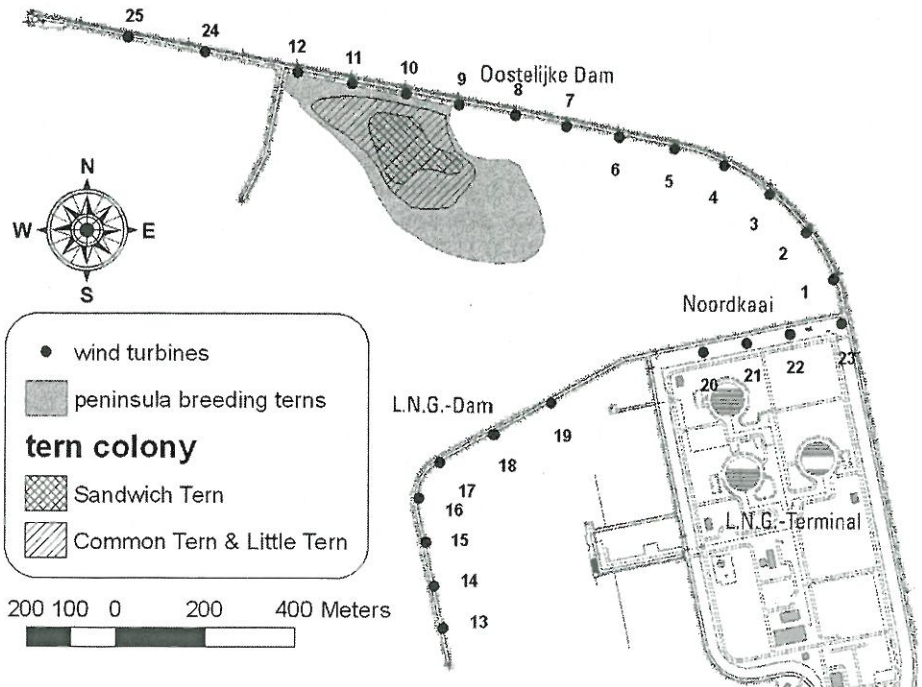 25
24
12
11
10
9
Oostelijke Dam
8
7
6
5
4
3
2
1
N
W
E
S
Noordkaai
23
22
21
20
wind turbines
peninsula breeding terns
tern colony
Sandwich Tern
Common Tern & Little Tern
L.N.G.-Dam
19
18
17
16
15
14
13
L.N.G.-Terminal
200 100 0 200 400 Meters